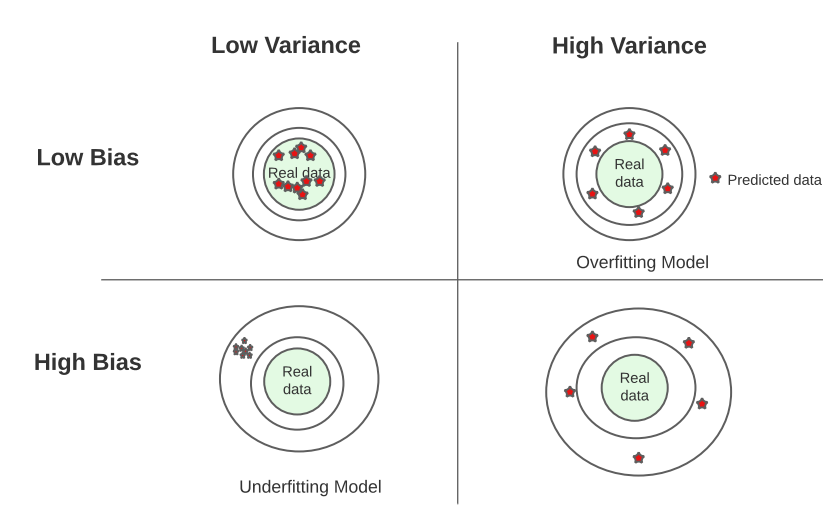 Low Variance
High Variance
Low Bias
Real data
Real
data
Predicted data
Overfitting Model
High Bias
Real
data
Real
data
Underfitting Model